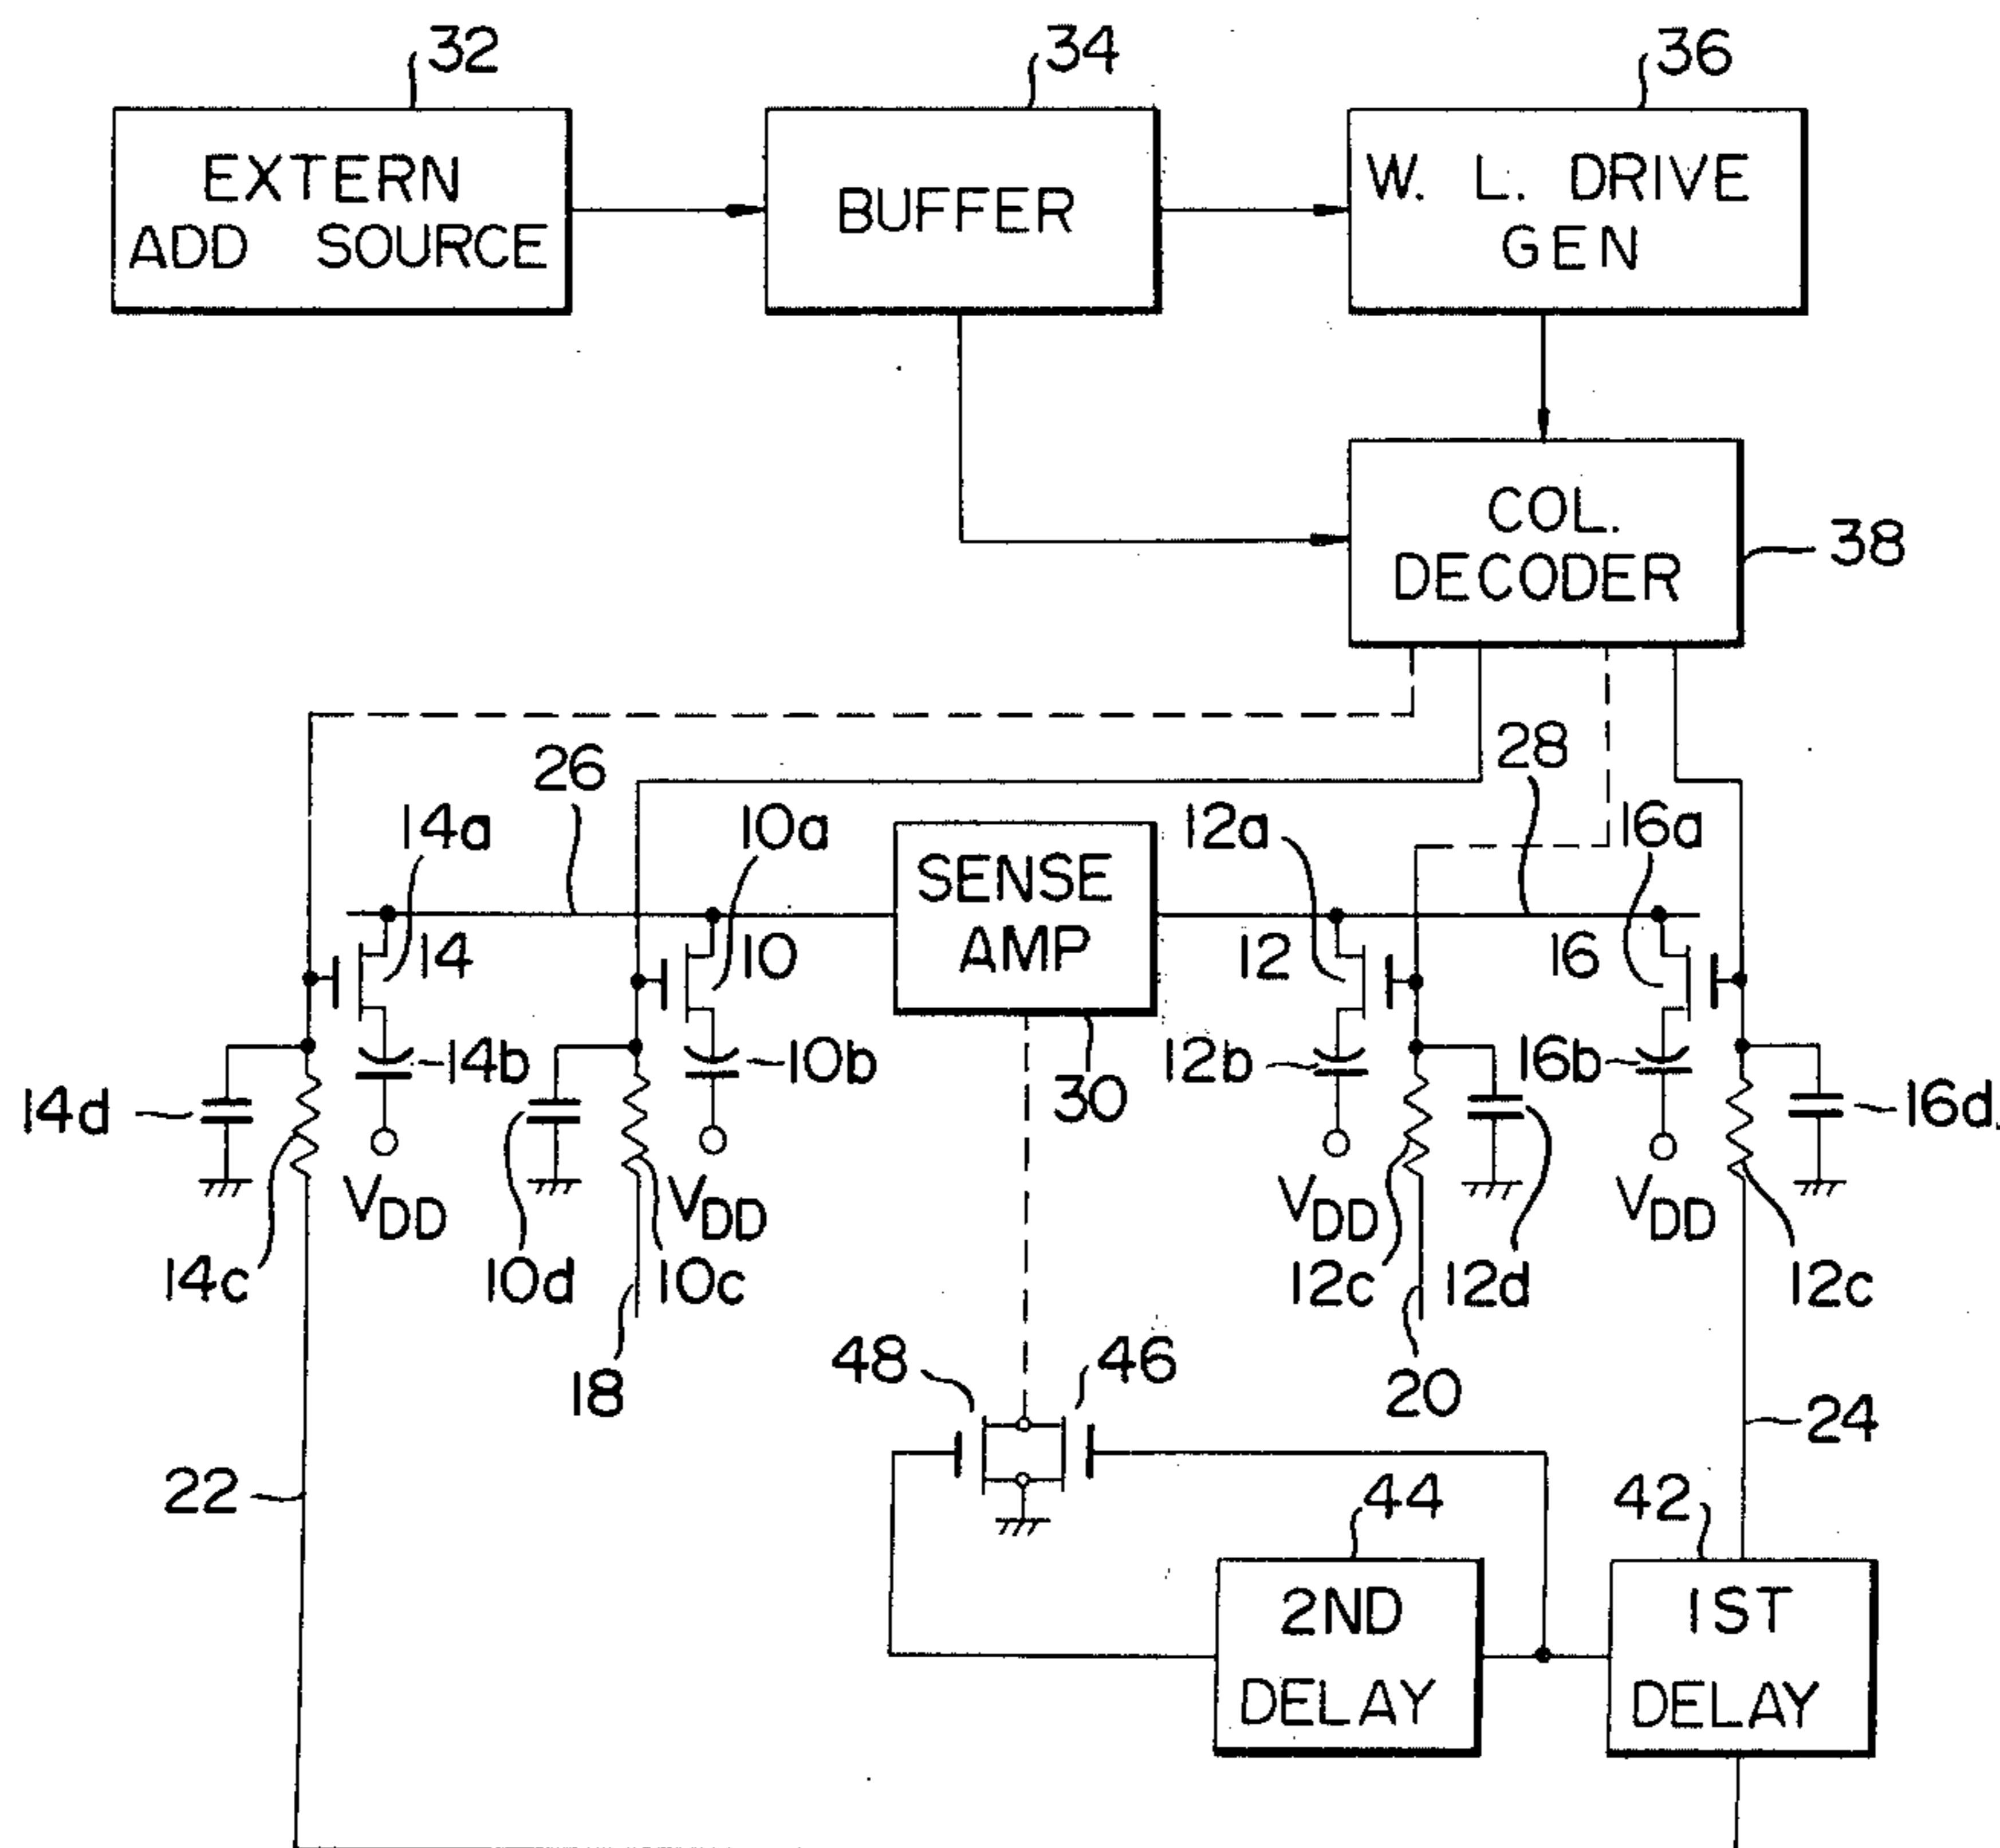 32
34
36
EXTERN
ADD SOURCE
BUFFER
W. L. DRIVE
GEN
COL.
DECODER
38
26
28
14a
10a
12a
16a
SENSE
AMP
14
10
12
16
14b
10b
12b
16b
30
14d
16d
VDD
VDD
VDD
VDD
14c
10d
10c
12c
12d
12c
18
20
48
46
24
22
44
42
2ND
DELAY
1ST
DELAY